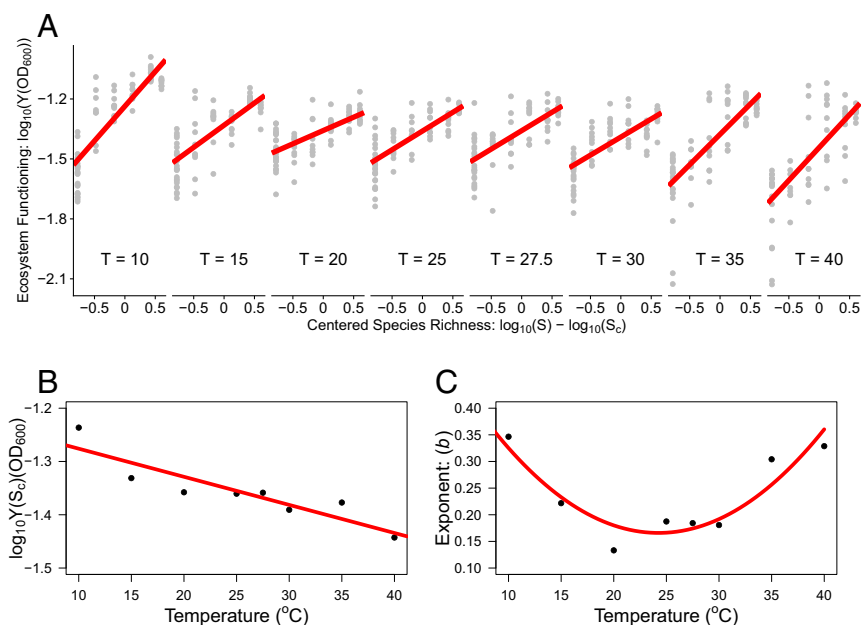 A
Ecosystem Functioning: log₁₀(Y(OD₆₀₀))
−1.2
−1.5
−1.8
−2.1
T = 10
T = 15
T = 20
T = 25
T = 27.5
T = 30
T = 35
T = 40
−0.5 0 0.5 −0.5 0 0.5 −0.5 0 0.5 −0.5 0 0.5 −0.5 0 0.5 −0.5 0 0.5 −0.5 0 0.5 −0.5 0 0.5
Centered Species Richness: log₁₀(S) − log₁₀(S꜀)
B
log₁₀Y(S꜀)(OD₆₀₀)
−1.2
−1.3
−1.4
−1.5
10 15 20 25 30 35 40
Temperature (°C)
C
Exponent: (b)
0.40
0.35
0.30
0.25
0.20
0.15
0.10
10 15 20 25 30 35 40
Temperature (°C)